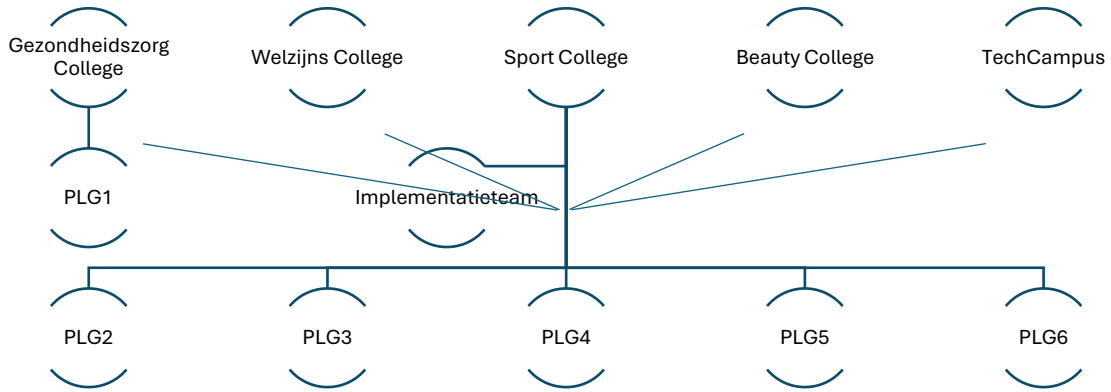 Gezondheidszorg
College
Welzijns College
Sport College
Beauty College
TechCampus
PLG1
Implementatieteam
PLG2
PLG3
PLG4
PLG5
PLG6